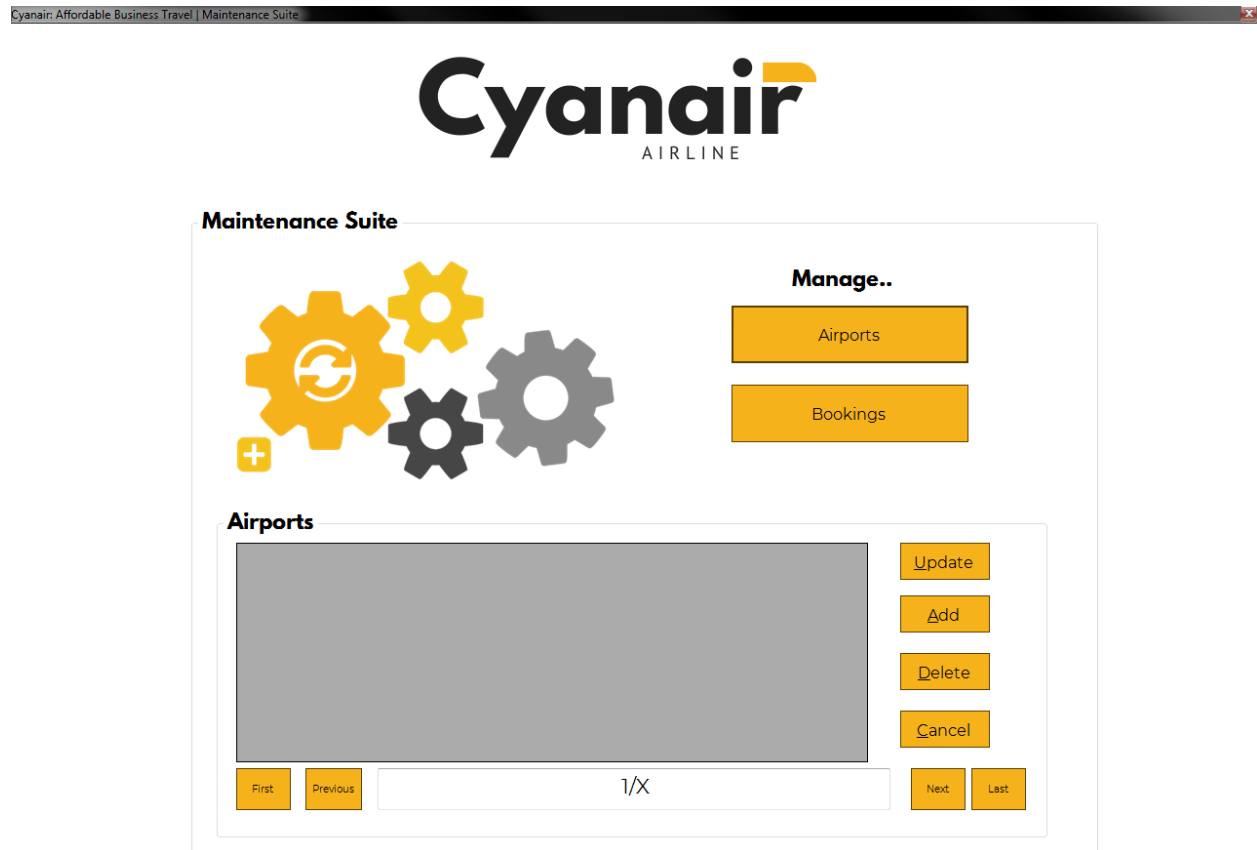 Cyanair: Affordable Business Travel | Maintenance Suite
Cyanair
AIRLINE
Maintenance Suite
Manage..
Airports
Bookings
Airports
Update
Add
Delete
Cancel
First
Previous
1/X
Next
Last